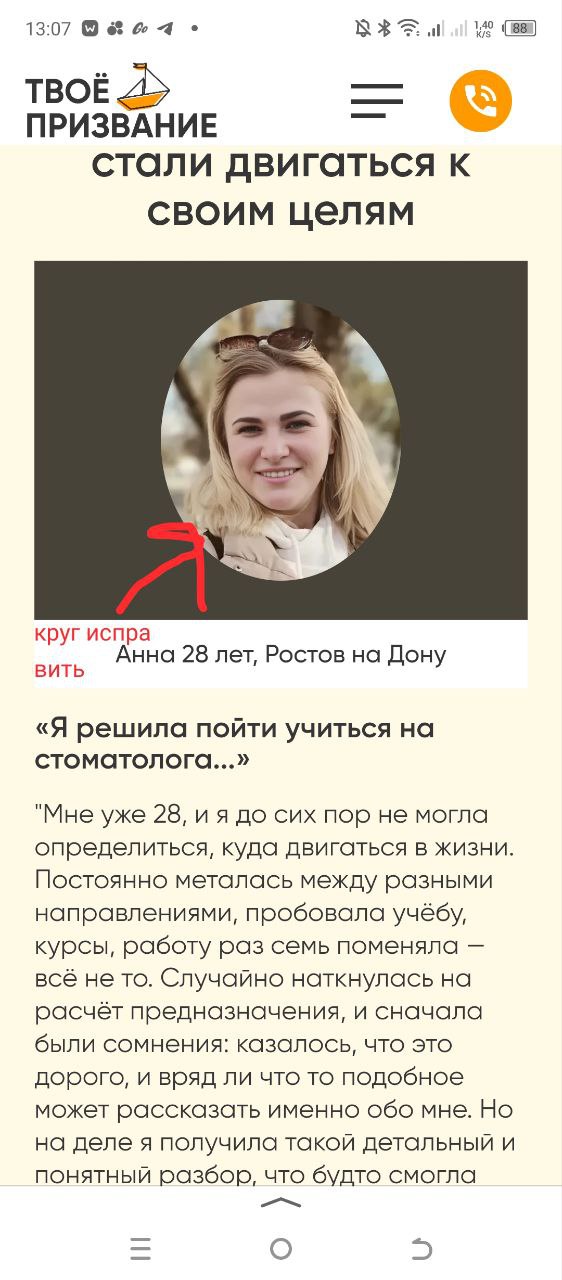 13:07
1,40
K/S
88
ТВОЁ
ПРИЗВАНИЕ
стали двигаться к
своим целям
круг испра
вить
Анна 28 лет, Ростов на Дону
«Я решила пойти учиться на
стоматолога...»
"Мне уже 28, и я до сих пор не могла
определиться, куда двигаться в жизни.
Постоянно металась между разными
направлениями, пробовала учёбу,
курсы, работу раз семь поменяла —
всё не то. Случайно наткнулась на
расчёт предназначения, и сначала
были сомнения: казалось, что это
дорого, и вряд ли что то подобное
может рассказать именно обо мне. Но
на деле я получила такой детальный и
понятный разбор, что будто смогла